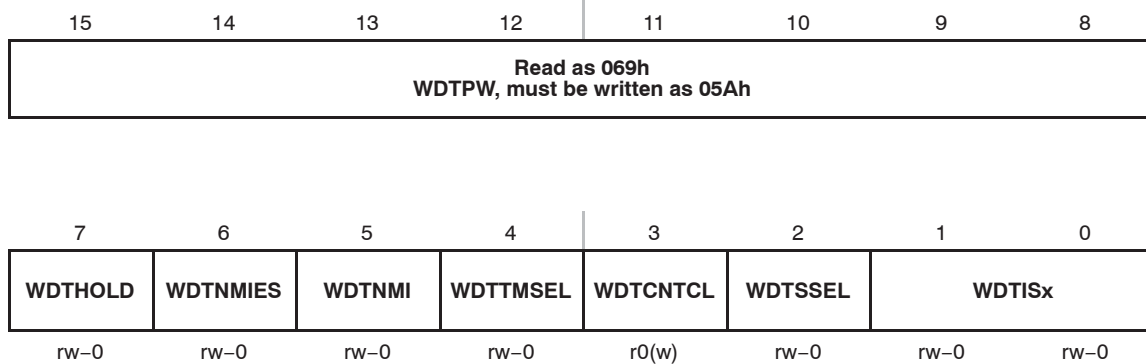 15 14 13 12 11 10 9 8
Read as 069h
WDTPW, must be written as 05Ah
7 6 5 4 3 2 1 0
WDTHOLD WDTNMIES WDTNMI WDTTMSEL WDTCNTCL WDTSSEL WDTISx
rw−0 rw−0 rw−0 rw−0 r0(w) rw−0 rw−0 rw−0